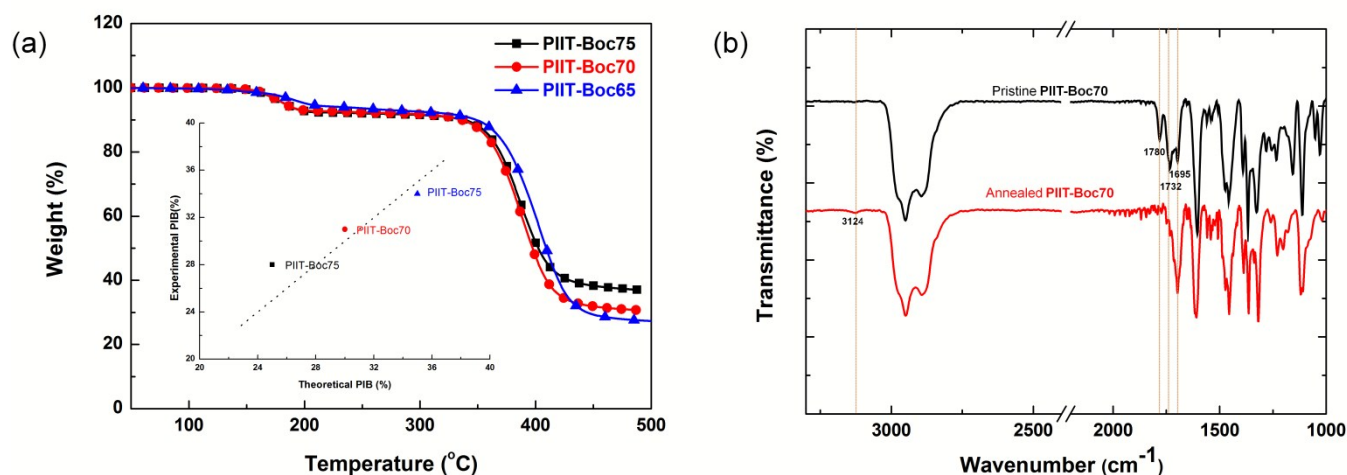 (a)
120
100
80
60
40
20
0
Weight (%)
PIIT-Boc75
PIIT-Boc70
PIIT-Boc65
40
36
32
28
24
20
Experimental PIB(%)
PIIT-Boc75
PIIT-Boc70
PIIT-Boc75
20 24 28 32 36 40
Theoretical PIB (%)
100 200 300 400 500
Temperature (°C)
(b)
Transmittance (%)
Pristine PIIT-Boc70
1780
1695
1732
Annealed PIIT-Boc70
3124
3000 2500 2000 1500 1000
Wavenumber (cm-1)